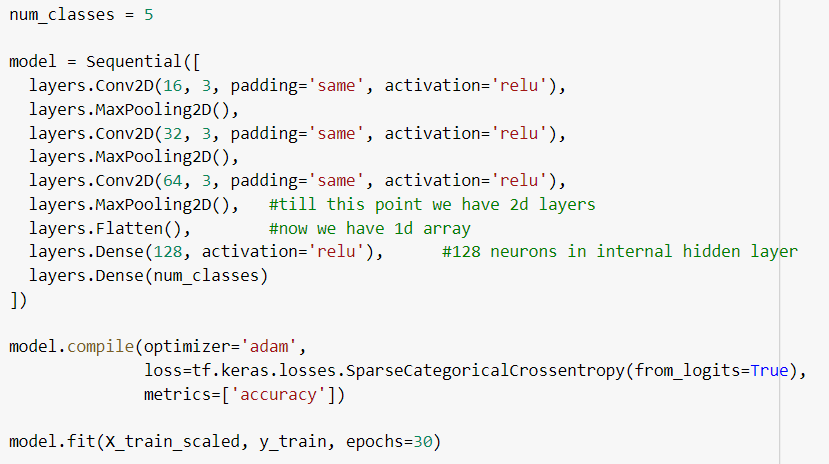 num_classes = 5
model = Sequential([
layers.Conv2D(16, 3, padding='same', activation='relu'),
layers.MaxPooling2D(),
layers.Conv2D(32, 3, padding='same', activation='relu'),
layers.MaxPooling2D(),
layers.Conv2D(64, 3, padding='same', activation='relu'),
layers.MaxPooling2D(),   #till this point we have 2d layers
layers.Flatten(),        #now we have 1d array
layers.Dense(128, activation='relu'),      #128 neurons in internal hidden layer
layers.Dense(num_classes)
])
model.compile(optimizer='adam',
loss=tf.keras.losses.SparseCategoricalCrossentropy(from_logits=True),
metrics=['accuracy'])
model.fit(X_train_scaled, y_train, epochs=30)